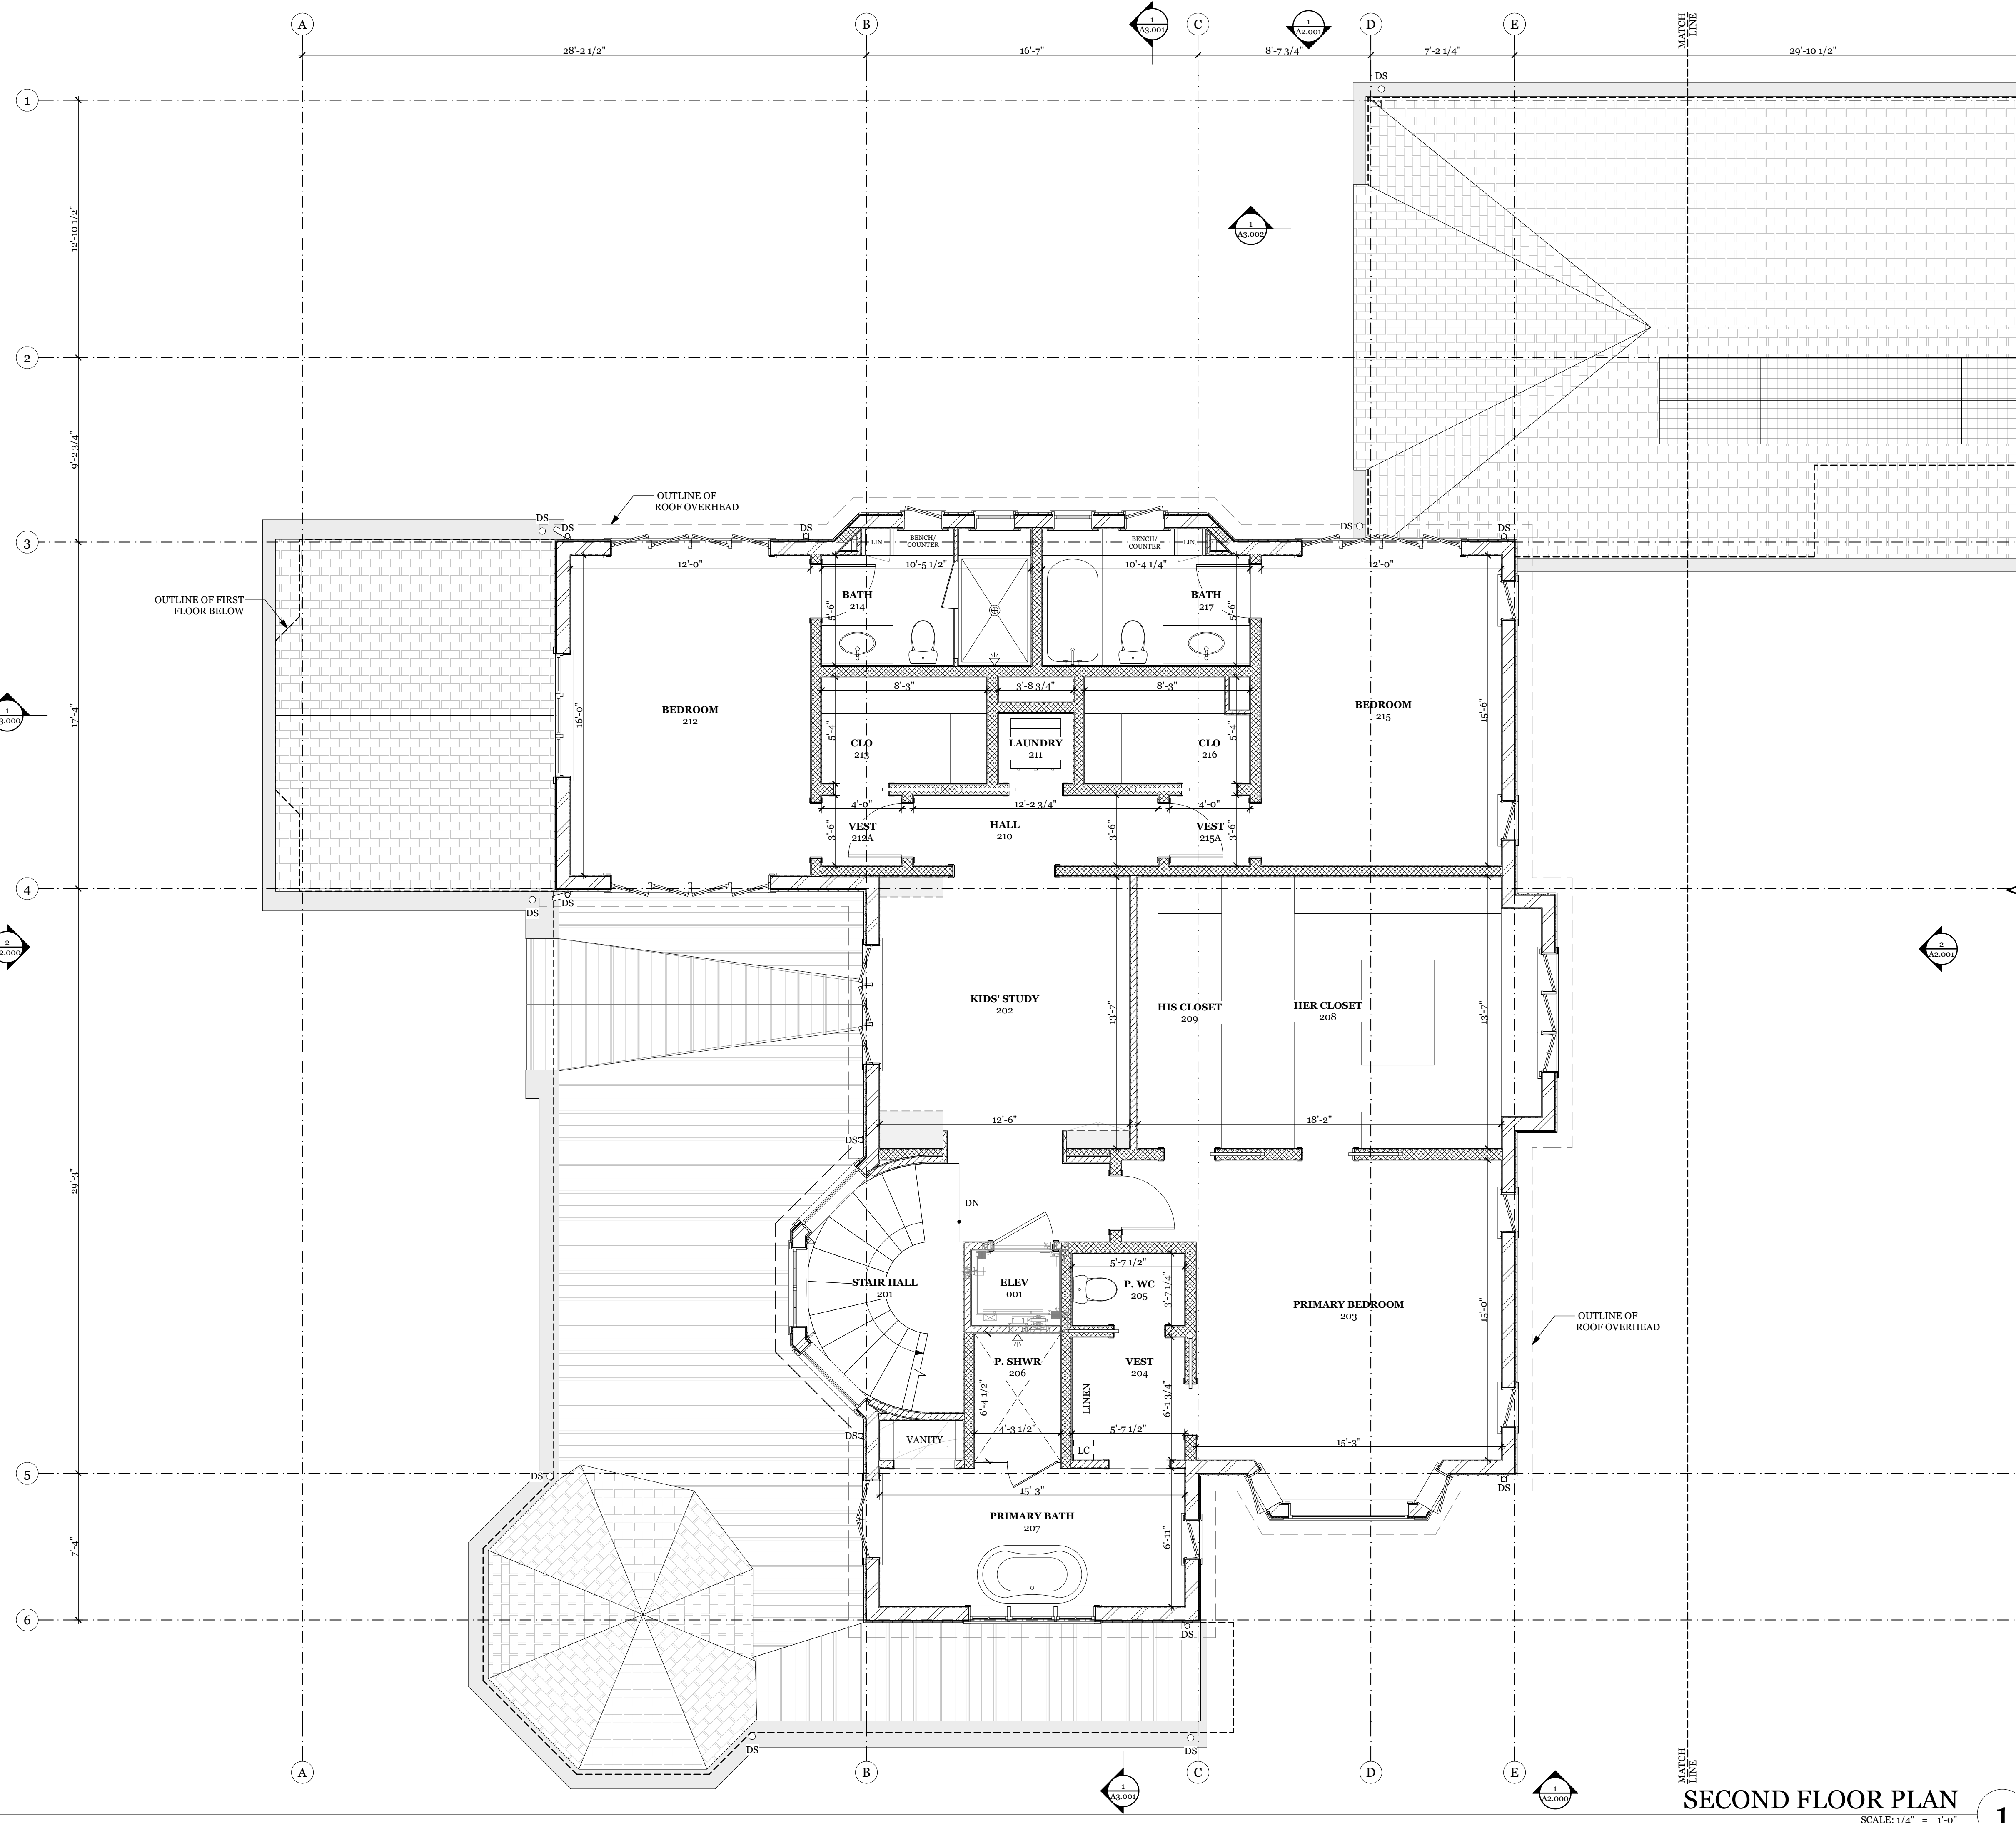 A
B
1
A3.001
C
1
A2.001
D
E
MATCH
LINE
28'-2 1/2"
16'-7"
8'-7 3/4"
7'-2 1/4"
29'-10 1/2"
DS
1
12'-10 1/2"
1
A3.002
2
9'-2 3/4"
OUTLINE OF
ROOF OVERHEAD
DS
DS
DS
DS
DS
3
LIN.
BENCH/
COUNTER
BENCH/
COUNTER
LIN.
12'-0"
10'-5 1/2"
10'-4 1/4"
12'-0"
OUTLINE OF FIRST
FLOOR BELOW
BATH
214
5'-6"
BATH
217
5'-6"
1
3.000
17'-4"
8'-3"
3'-8 3/4"
8'-3"
BEDROOM
212
16'-0"
BEDROOM
215
15'-6"
5'-4"
CLO
213
LAUNDRY
211
CLO
216
5'-4"
4'-0"
12'-2 3/4"
4'-0"
3'-6"
VEST
212A
HALL
210
3'-6"
VEST
215A
3'-6"
4
DS
DS
2
2.000
2
A2.001
KIDS' STUDY
202
13'-7"
HIS CLOSET
209
HER CLOSET
208
13'-7"
12'-6"
18'-2"
DS
29'-3"
DN
5'-7 1/2"
STAIR HALL
201
ELEV
001
P. WC
205
3'-7 1/4"
PRIMARY BEDROOM
203
15'-0"
OUTLINE OF
ROOF OVERHEAD
P. SHWR
206
6'-4 1/2"
VEST
204
LINEN
6'-1 3/4"
4'-3 1/2"
5'-7 1/2"
DS
VANITY
LC
15'-3"
5
DS
DS
15'-3"
PRIMARY BATH
207
6'-11"
7'-4"
6
DS
DS
DS
A
B
1
A3.001
C
D
E
1
A2.000
MATCH
LINE
SECOND FLOOR PLAN
1
SCALE: 1/4" = 1'-0"